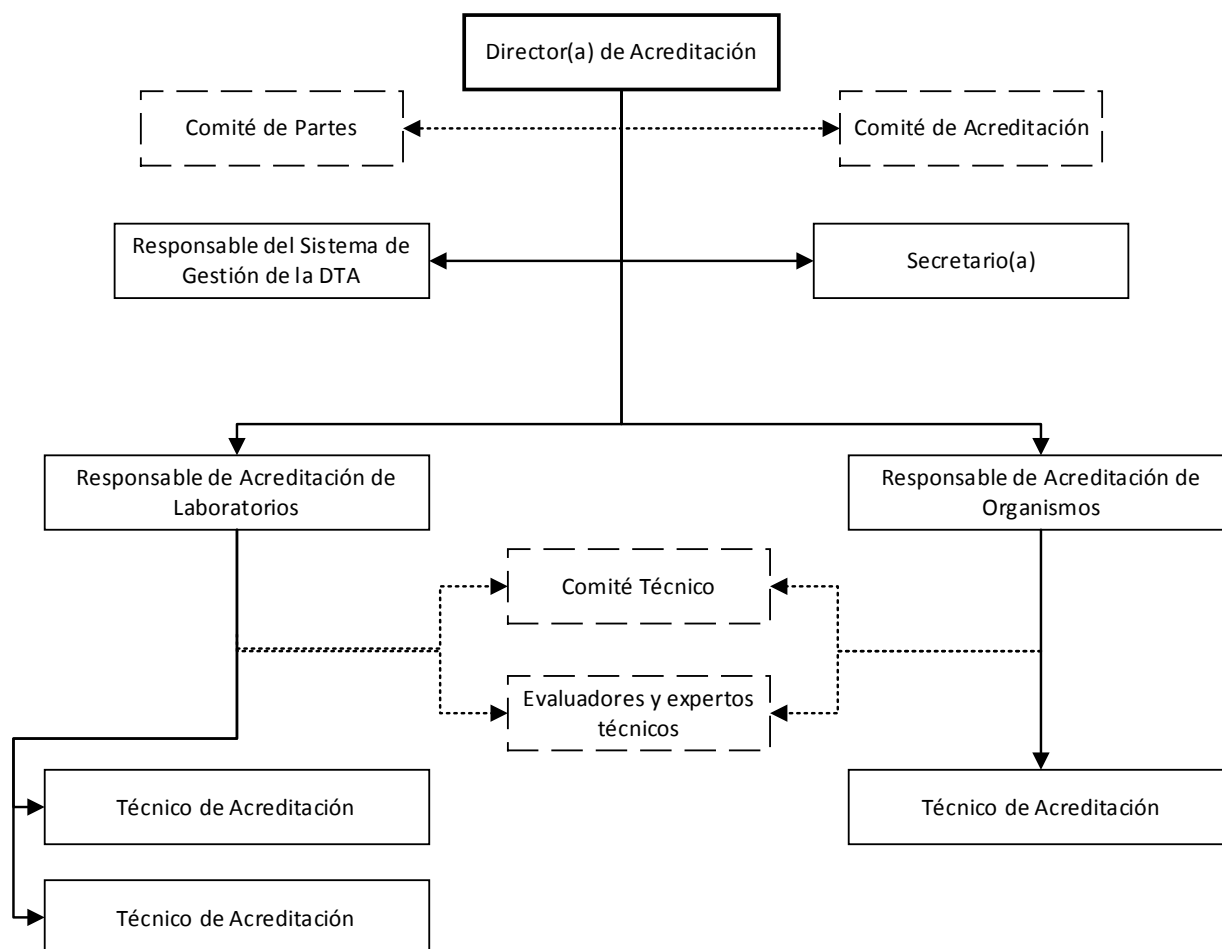 Director(a) de Acreditación
Comité de Partes
Comité de Acreditación
Responsable del Sistema de
Gestión de la DTA
Secretario(a)
Responsable de Acreditación de
Laboratorios
Responsable de Acreditación de
Organismos
Comité Técnico
Evaluadores y expertos
técnicos
Técnico de Acreditación
Técnico de Acreditación
Técnico de Acreditación